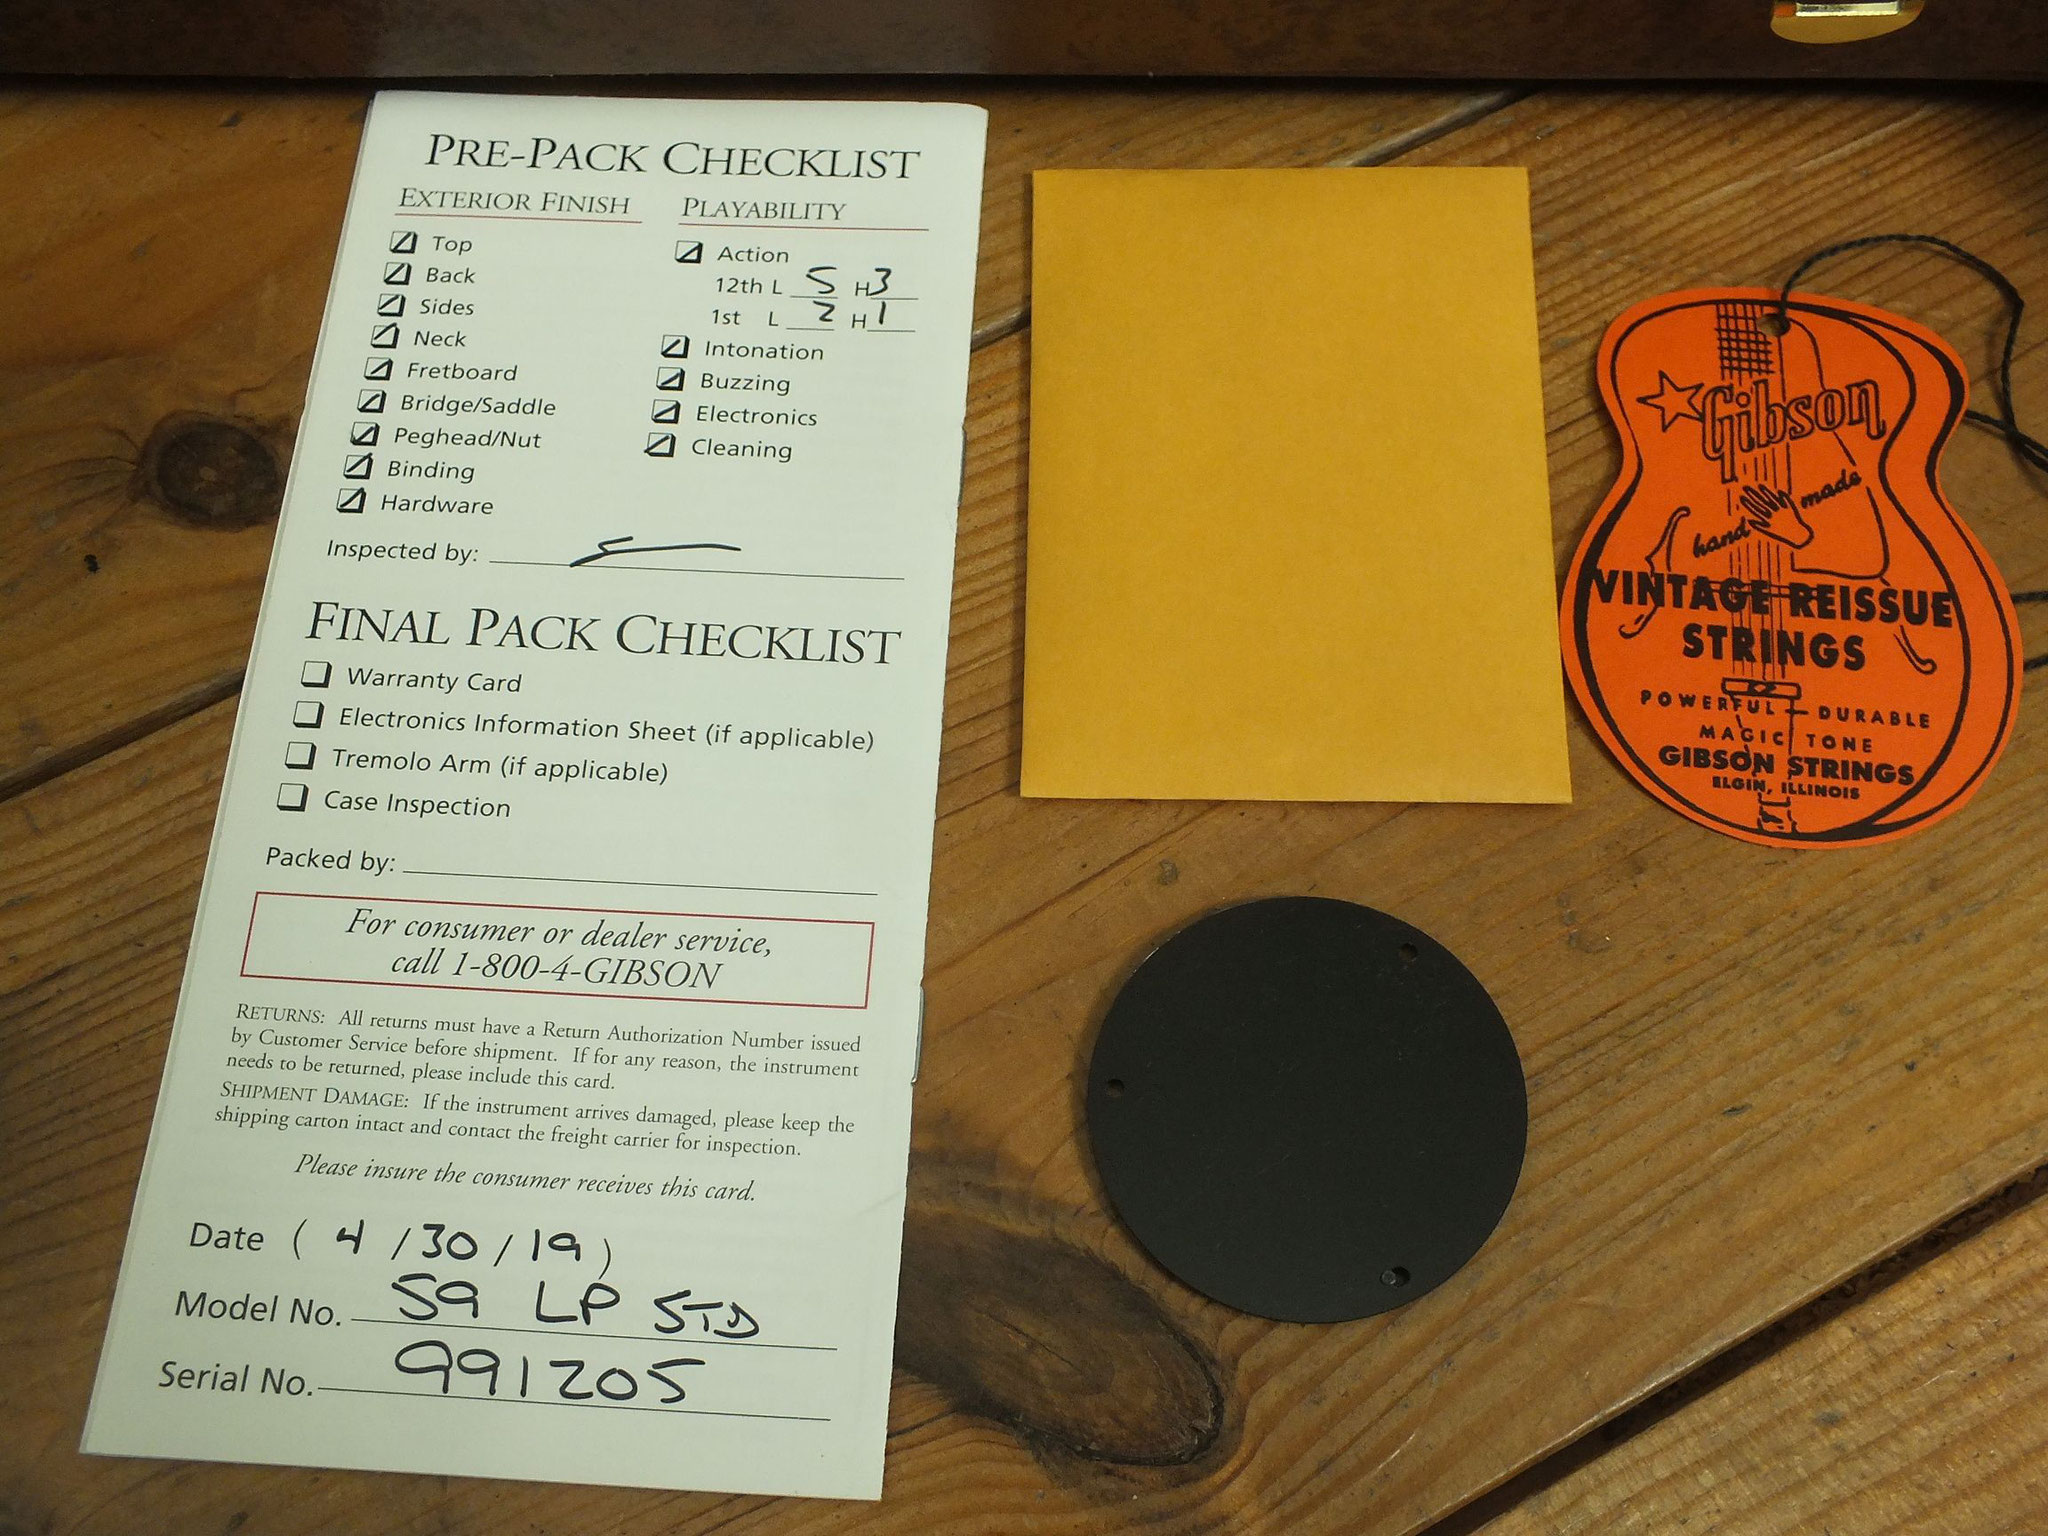 PRE-PACK CHECKLIST
EXTERIOR FINISH
Top
Back
Sides
Neck
Fretboard
Bridge/Saddle
Peghead/Nut
Binding
Hardware
PLAYABILITY
Action
12th L 5 H 3
1st L 2 H 1
Intonation
Buzzing
Electronics
Cleaning
Inspected by:
FINAL PACK CHECKLIST
Warranty Card
Electronics Information Sheet (if applicable)
Tremolo Arm (if applicable)
Case Inspection
Packed by:
For consumer or dealer service,
call 1-800-4-GIBSON
RETURNS: All returns must have a Return Authorization Number issued
by Customer Service before shipment. If for any reason, the instrument
needs to be returned, please include this card.
SHIPMENT DAMAGE: If the instrument arrives damaged, please keep the
shipping carton intact and contact the freight carrier for inspection.
Please insure the consumer receives this card.
Date ( 4 / 30 / 19 )
Model No. 59 LP STD
Serial No. 991205
Gibson
hand made
VINTAGE REISSUE
STRINGS
POWERFUL - DURABLE
MAGIC TONE
GIBSON STRINGS
ELGIN, ILLINOIS